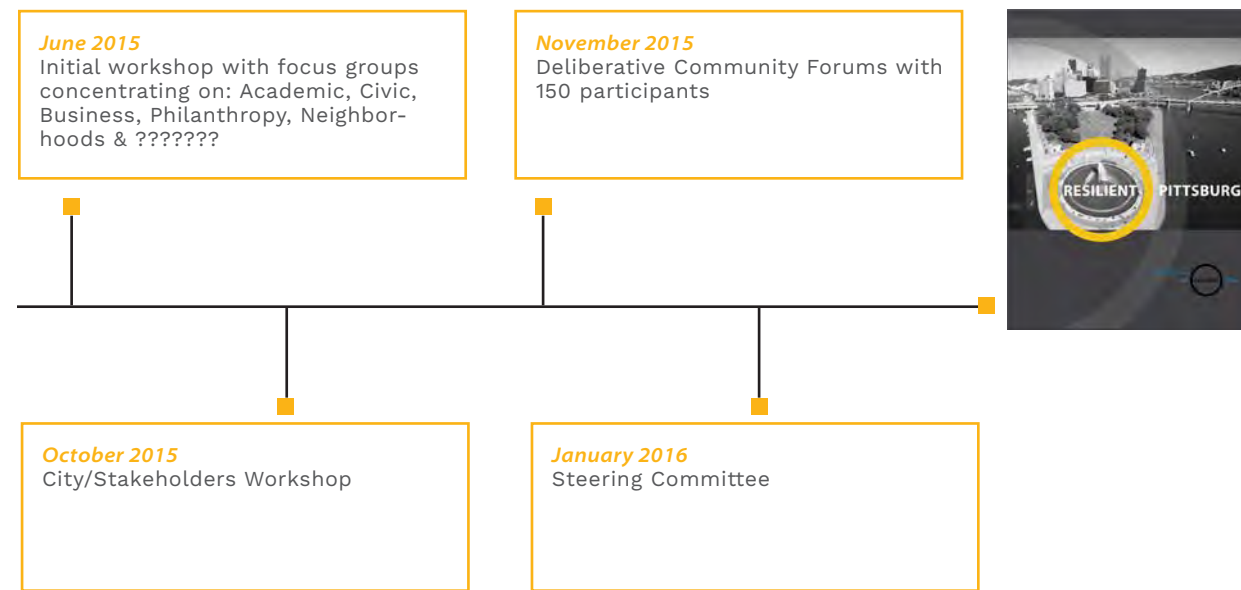 June 2015
Initial workshop with focus groups
concentrating on: Academic, Civic,
Business, Philanthropy, Neighbor-
hoods & ???????
November 2015
Deliberative Community Forums with
150 participants
RESILIENT PITTSBURG
October 2015
City/Stakeholders Workshop
January 2016
Steering Committee